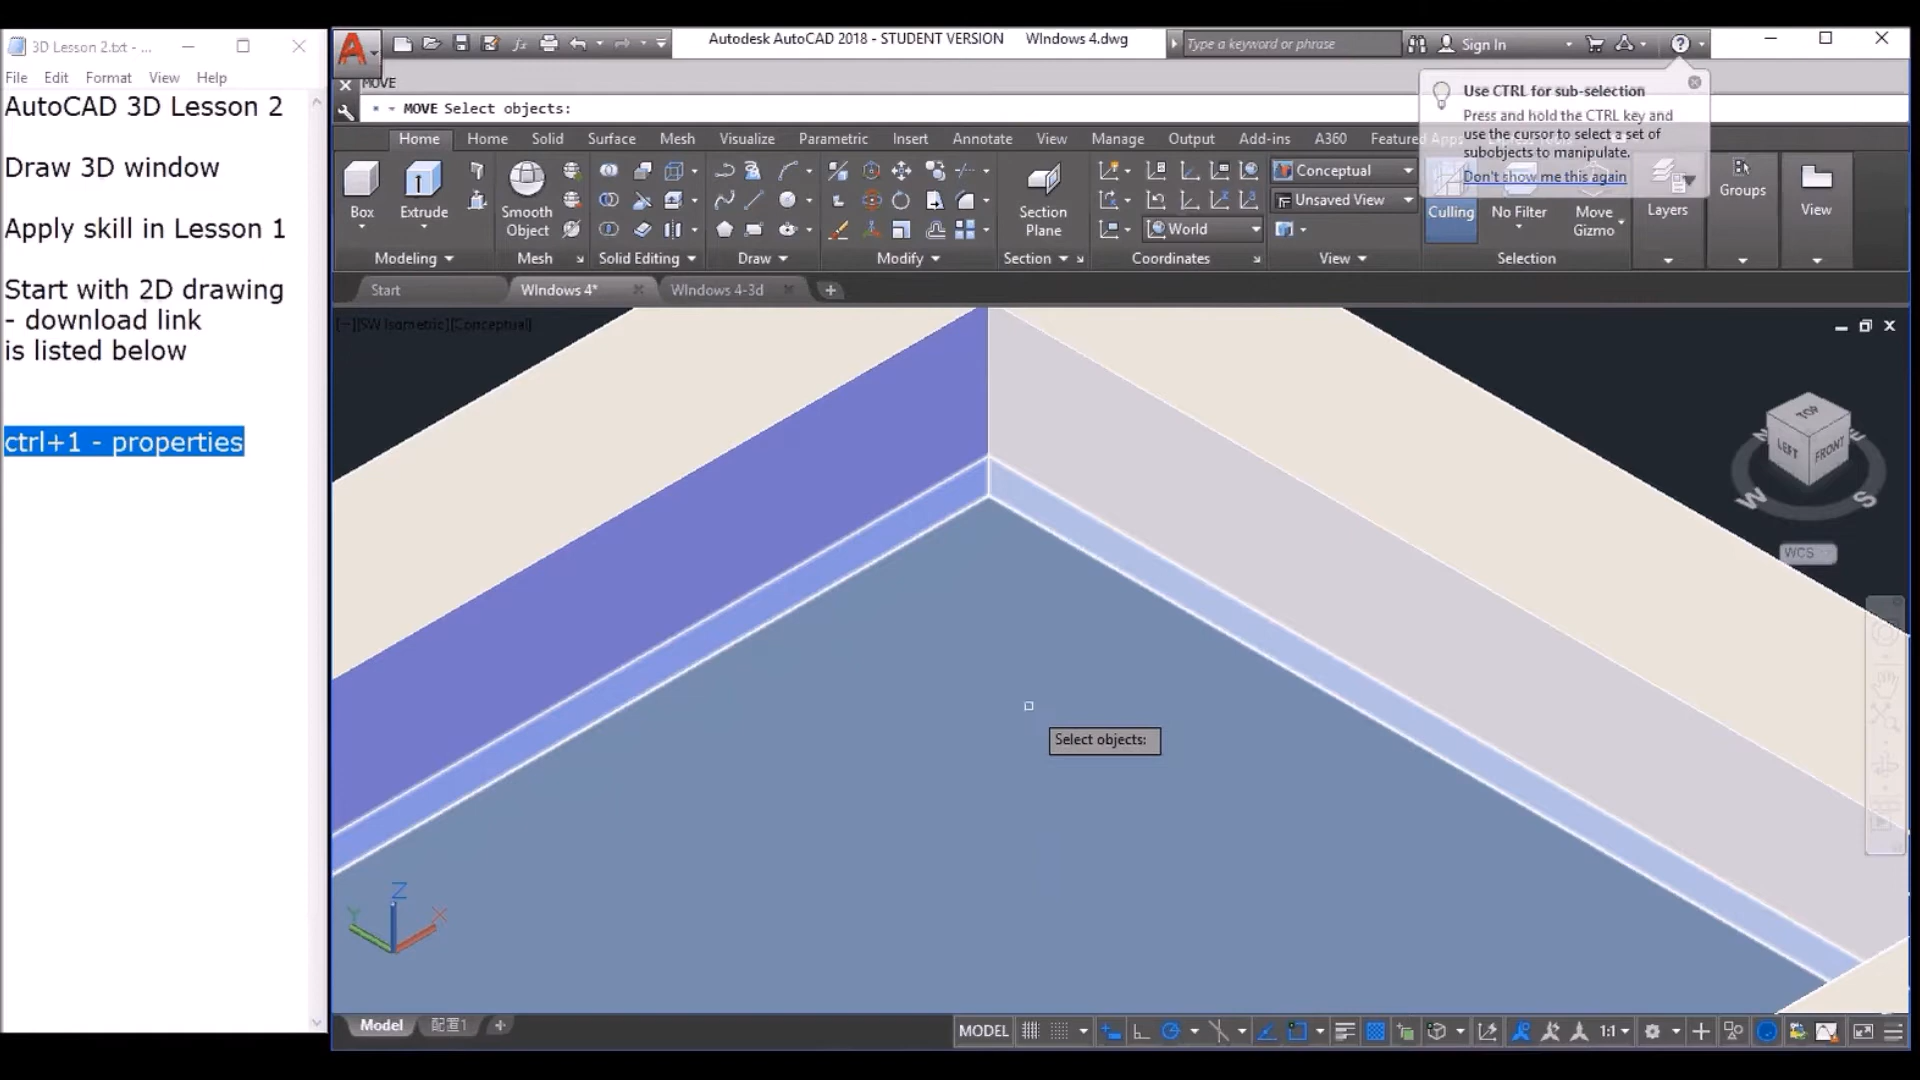 3D Lesson 2.txt - ...
File Edit Format View Help
AutoCAD 3D Lesson 2
Draw 3D window
Apply skill in Lesson 1
Start with 2D drawing
- download link
is listed below
ctrl+1 - properties
Autodesk AutoCAD 2018 - STUDENT VERSION WIndows 4.dwg
Type a keyword or phrase
Sign In
MOVE
MOVE Select objects:
Use CTRL for sub-selection
Press and hold the CTRL key and
use the cursor to select a set of
subobjects to manipulate.
Don't show me this again
Home Home Solid Surface Mesh Visualize Parametric Insert Annotate View Manage Output Add-ins A360 Featured
Box Extrude Smooth Object Section Plane
Conceptual
Unsaved View
World
Culling No Filter Move Gizmo Layers Groups View
Modeling Mesh Solid Editing Draw Modify Section Coordinates View Selection
Start WIndows 4* WIndows 4-3d
[−][SW Isometric][Conceptual]
TOP
LEFT FRONT
N E
W S
WCS
Select objects:
Z
Y X
Model 配置1
MODEL 1:1